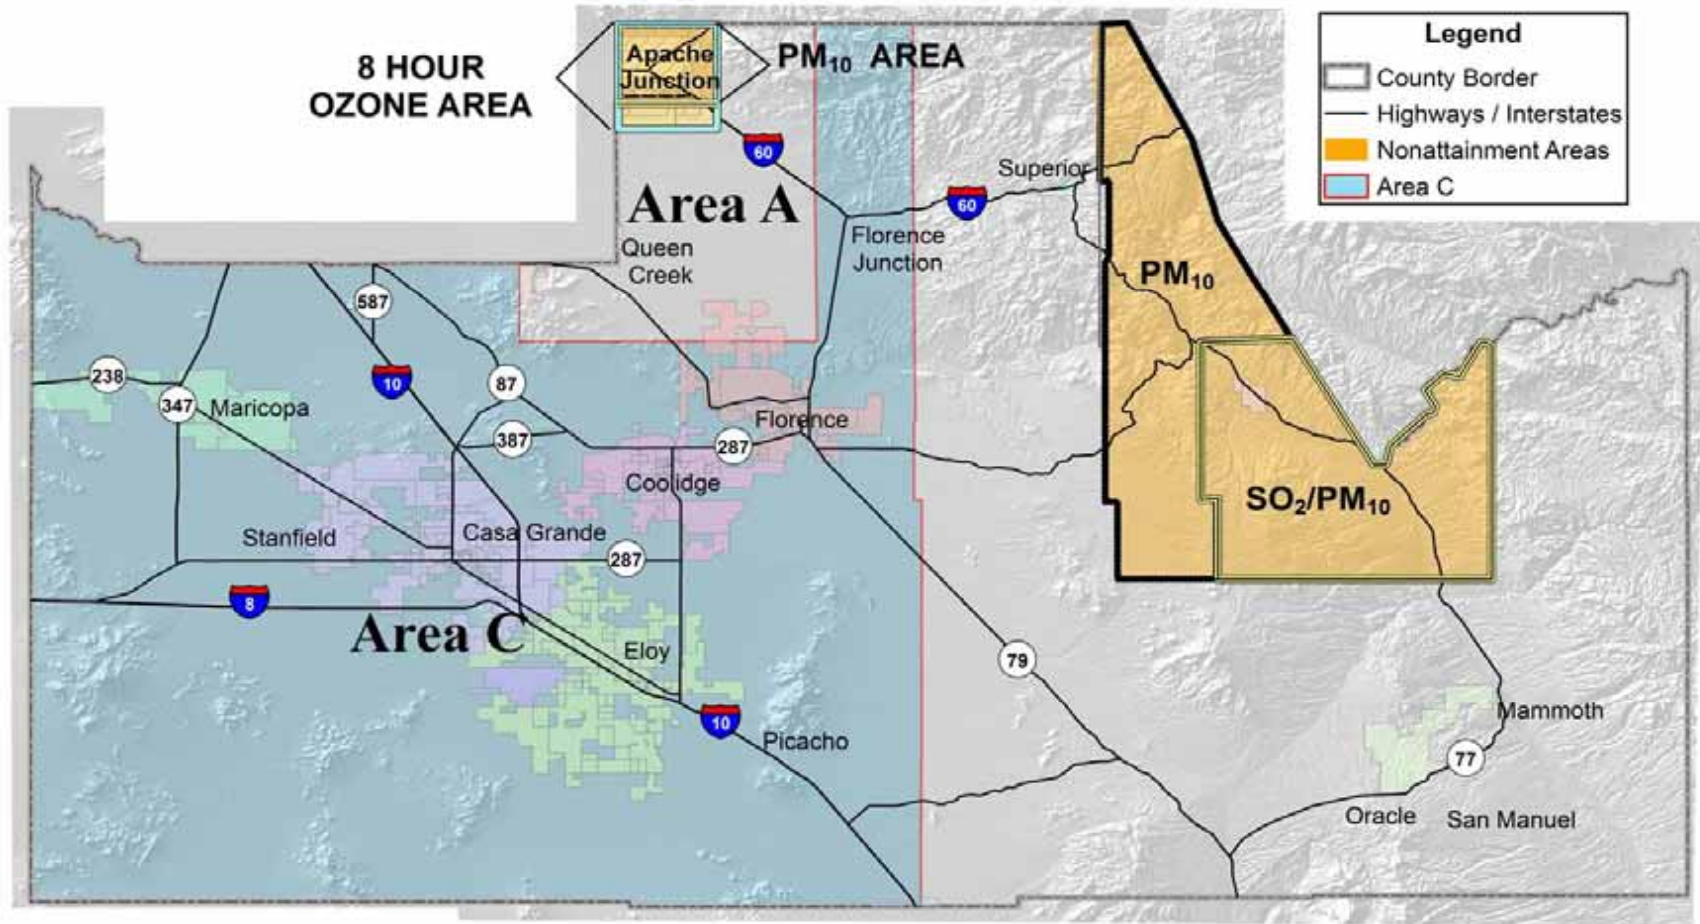 8 HOUR
OZONE AREA
Apache
Junction
PM10 AREA
Legend
County Border
Highways / Interstates
Nonattainment Areas
Area C
60
Superior
60
Area A
Queen
Creek
Florence
Junction
PM10
587
238
10
87
347
Maricopa
Florence
387
287
Coolidge
SO2/PM10
Stanfield
Casa Grande
287
8
Area C
Eloy
79
10
Picacho
Mammoth
77
Oracle
San Manuel